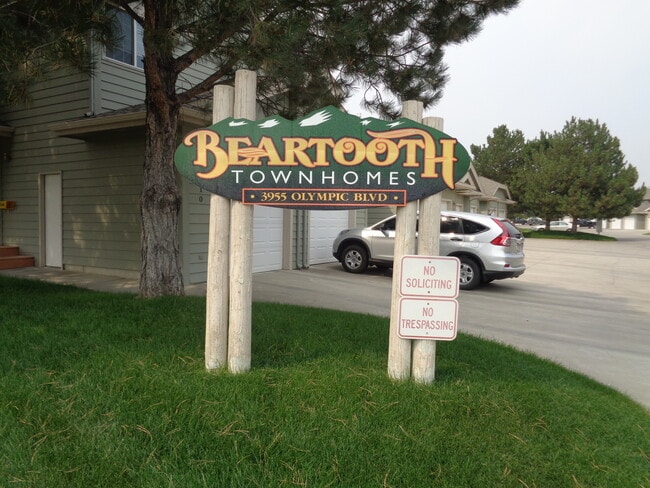 BEARTOOTH
TOWNHOMES
3955 OLYMPIC BLVD
NO
SOLICITING
NO
TRESPASSING